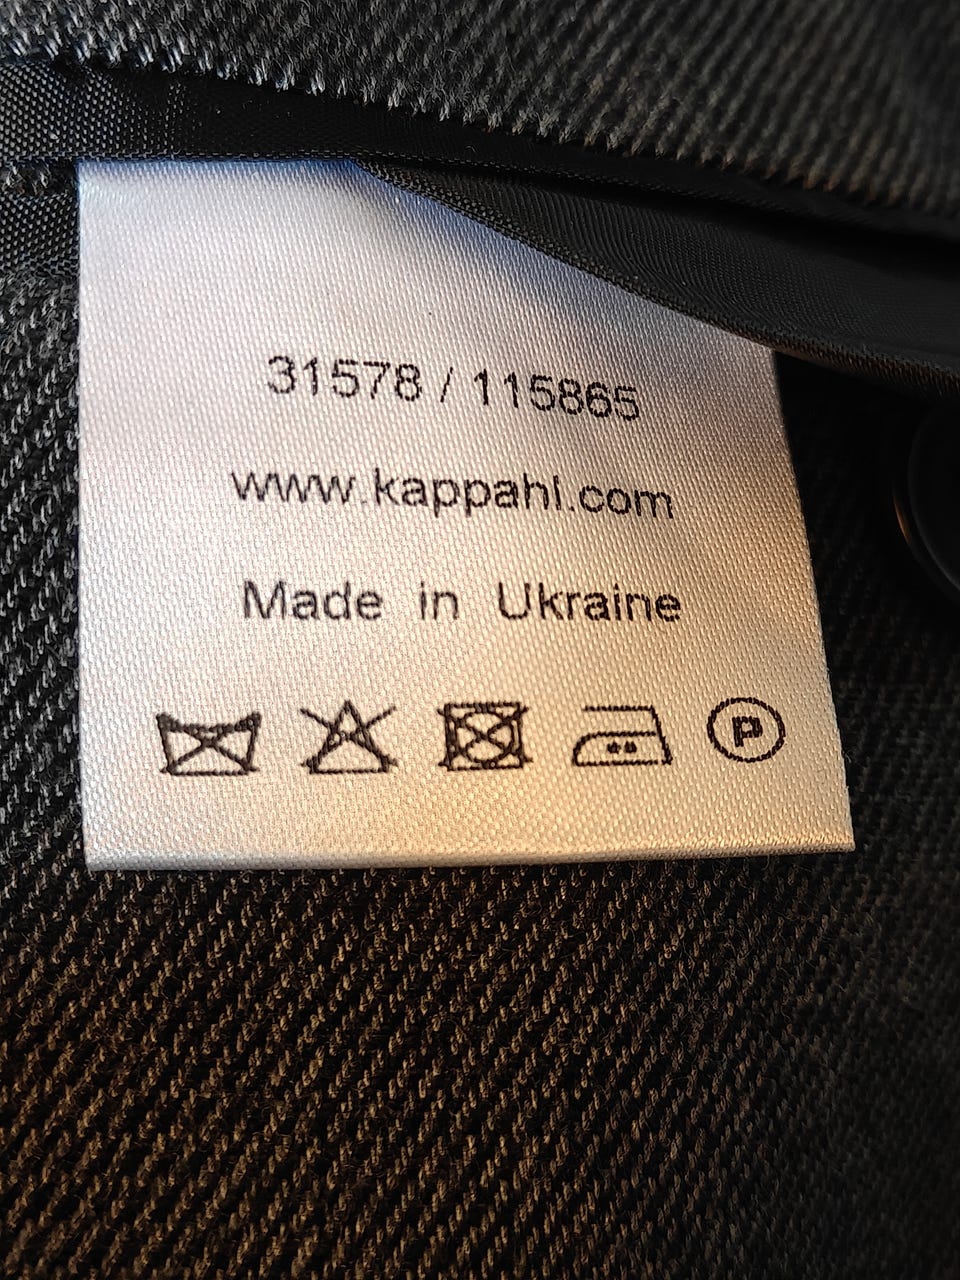 31578 / 115865
www.kappahl.com
Made in Ukraine
P